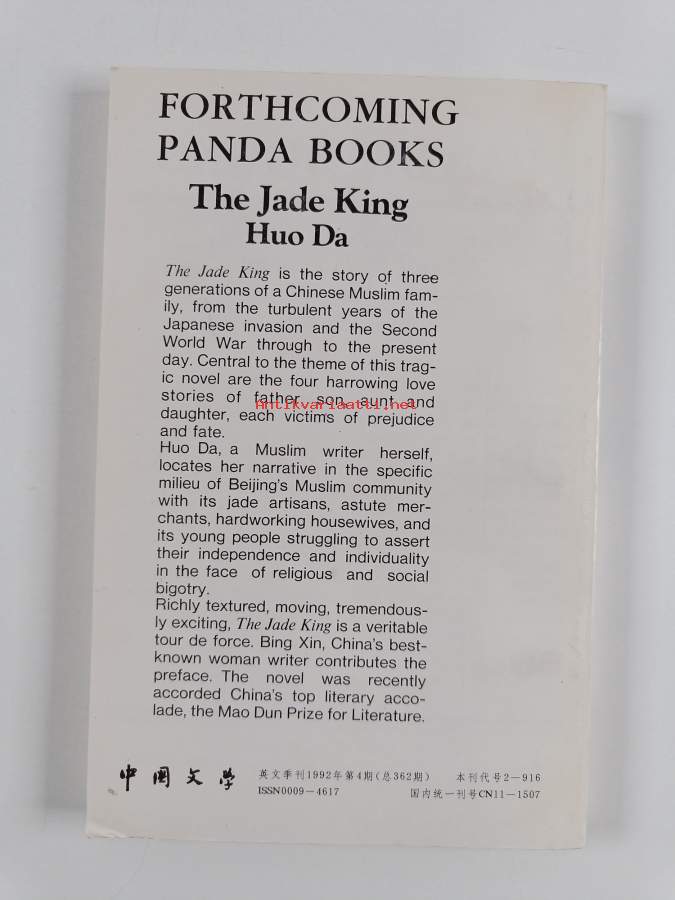 FORTHCOMING
PANDA BOOKS
The Jade King
Huo Da
The Jade King is the story of three
generations of a Chinese Muslim fam-
ily, from the turbulent years of the
Japanese invasion and the Second
World War through to the present
day. Central to the theme of this trag-
ic novel are the four harrowing love
stories of father, son, aunt and
Antikvariaatti.net
daughter, each victims of prejudice
and fate.
Huo Da, a Muslim writer herself,
locates her narrative in the specific
milieu of Beijing's Muslim community
with its jade artisans, astute mer-
chants, hardworking housewives, and
its young people struggling to assert
their independence and individuality
in the face of religious and social
bigotry.
Richly textured, moving, tremendous-
ly exciting, The Jade King is a veritable
tour de force. Bing Xin, China's best-
known woman writer contributes the
preface. The novel was recently
accorded China's top literary acco-
lade, the Mao Dun Prize for Literature.
中国文学
英文季刊1992年第4期(总362期) 本刊代号2—916
ISSN0009—4617 国内统一刊号CN11—1507